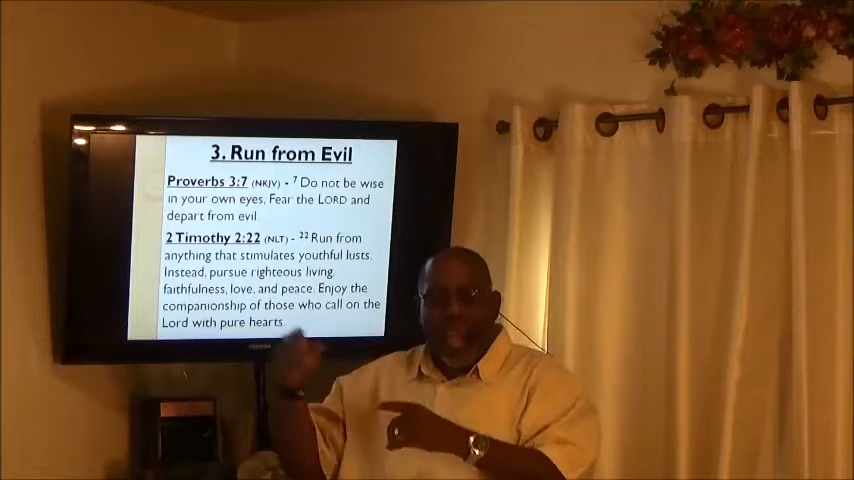 3. Run from Evil
Proverbs 3:7 (NKJV) - 7 Do not be wise
in your own eyes; Fear the LORD and
depart from evil.
2 Timothy 2:22 (NLT) - 22 Run from
anything that stimulates youthful lusts.
Instead, pursue righteous living,
faithfulness, love, and peace. Enjoy the
companionship of those who call on the
Lord with pure hearts.
TOSHIBA